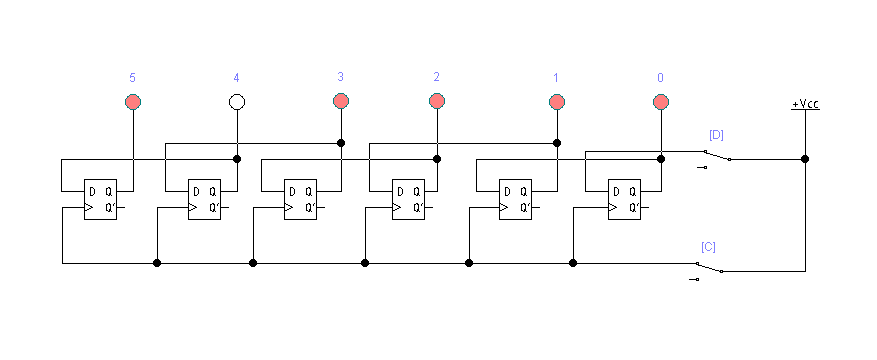 5 4 3 2 1 0
+Vcc
[D]
D Q D Q D Q D Q D Q D Q
Q' Q' Q' Q' Q' Q'
[C]